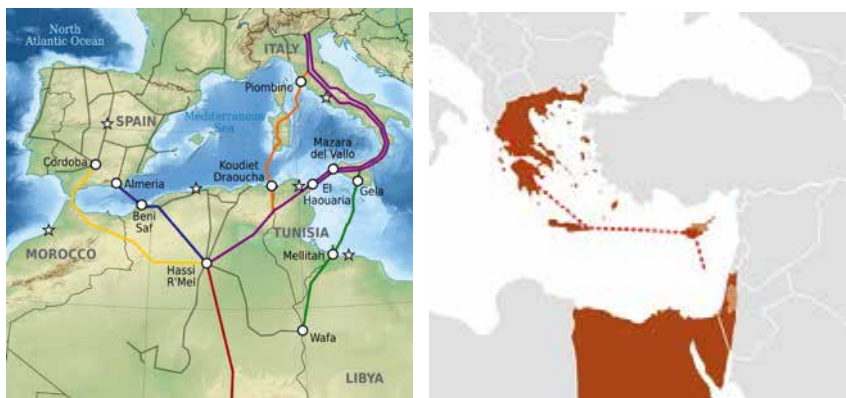 North
Atlantic Ocean
ITALY
Piombino
SPAIN
Mediterranean
Sea
Mazara
del Vallo
Cordoba
Koudiet
Draoucha
Almeria
El
Haouaria
Gela
Beni
Saf
TUNISIA
MOROCCO
Mellitah
Hassi
R'Mel
Wafa
LIBYA